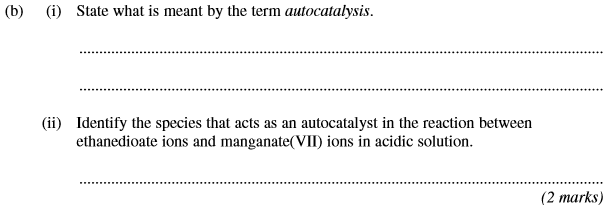 (b) (i) State what is meant by the term autocatalysis.
(ii) Identify the species that acts as an autocatalyst in the reaction between
ethanedioate ions and manganate(VII) ions in acidic solution.
(2 marks)